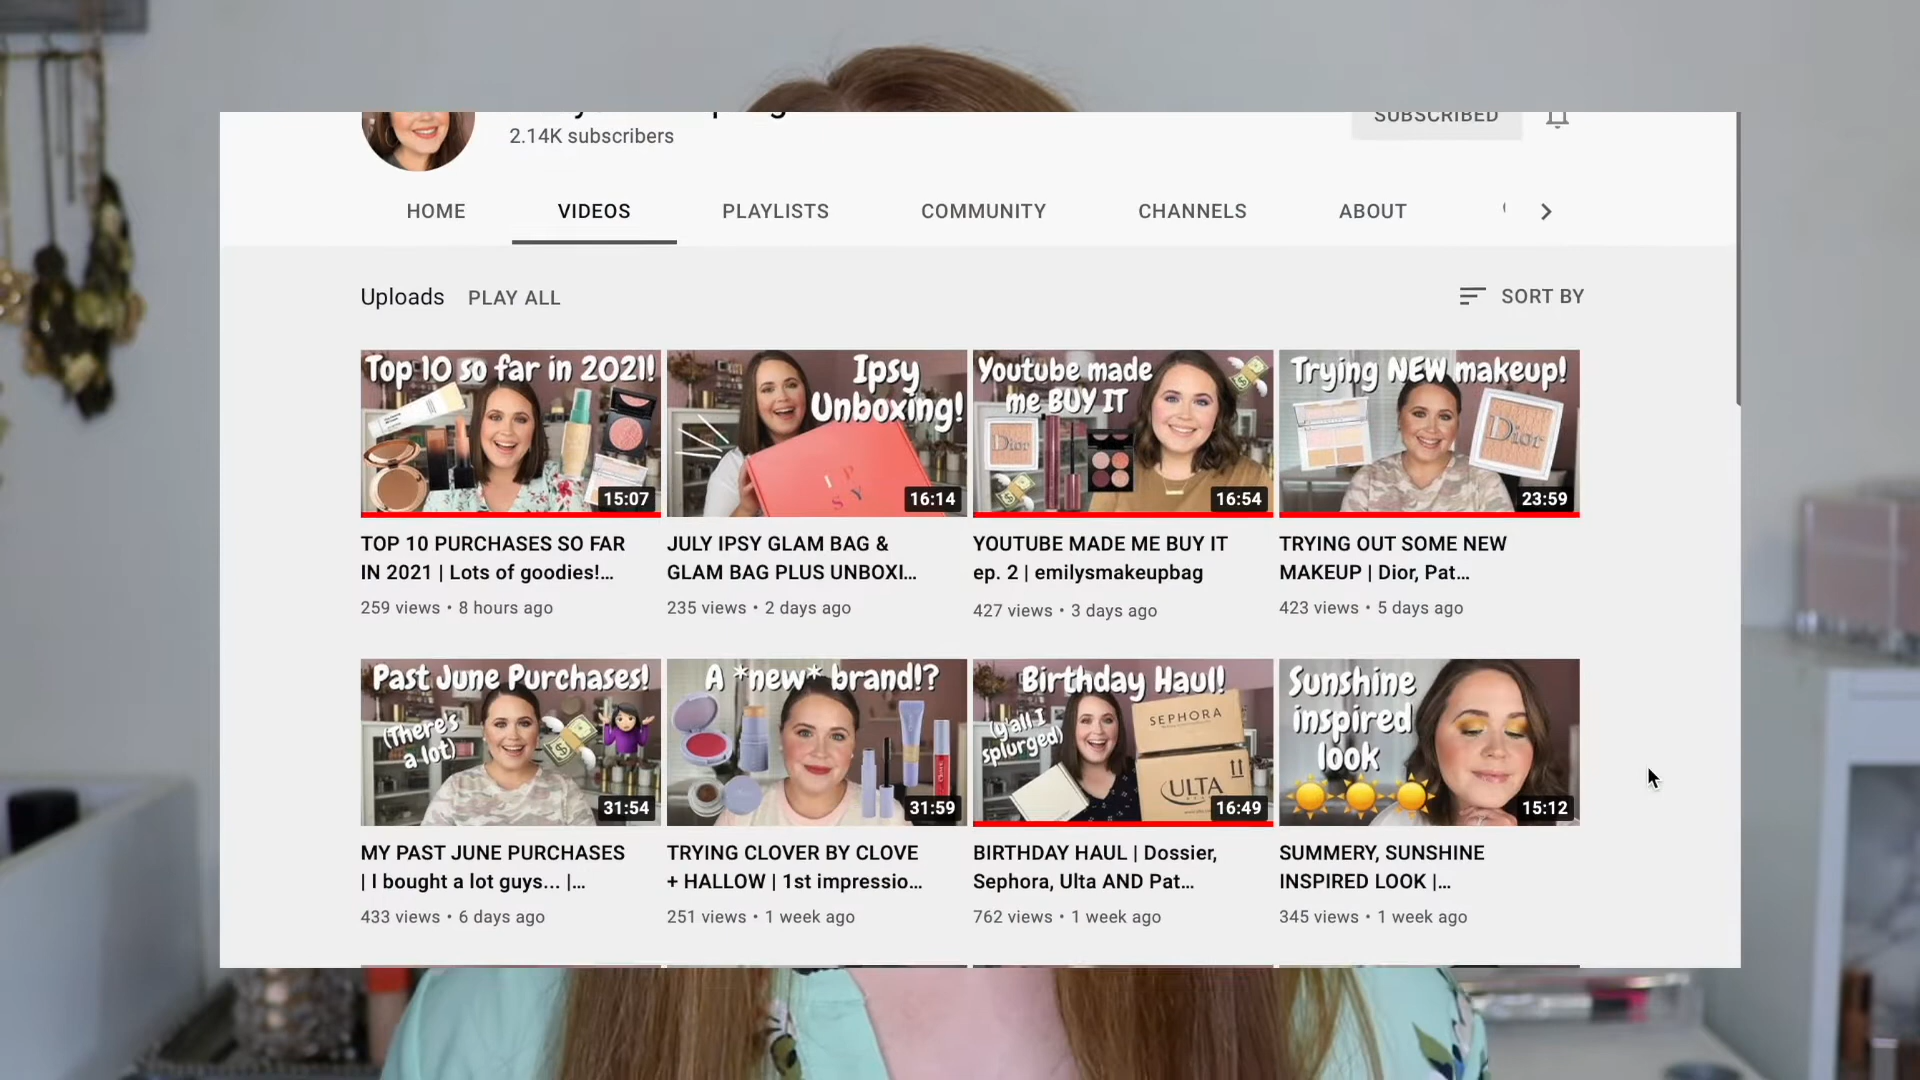 2.14K subscribers
SUBSCRIBED
HOME
VIDEOS
PLAYLISTS
COMMUNITY
CHANNELS
ABOUT
Uploads
PLAY ALL
SORT BY
Top 10 so far in 2021!
15:07
TOP 10 PURCHASES SO FAR
IN 2021 | Lots of goodies!...
259 views • 8 hours ago
Ipsy
Unboxing!
IPSY
16:14
JULY IPSY GLAM BAG &
GLAM BAG PLUS UNBOXI...
235 views • 2 days ago
Youtube made
me BUY IT
Dior
16:54
YOUTUBE MADE ME BUY IT
ep. 2 | emilysmakeupbag
427 views • 3 days ago
Trying NEW makeup!
Dior
23:59
TRYING OUT SOME NEW
MAKEUP | Dior, Pat...
423 views • 5 days ago
Past June Purchases!
(There's
a lot)
31:54
MY PAST JUNE PURCHASES
| I bought a lot guys... |...
433 views • 6 days ago
A *new* brand!?
31:59
TRYING CLOVER BY CLOVE
+ HALLOW | 1st impressio...
251 views • 1 week ago
Birthday Haul!
(y'all I
splurged)
SEPHORA
ULTA
16:49
BIRTHDAY HAUL | Dossier,
Sephora, Ulta AND Pat...
762 views • 1 week ago
Sunshine
inspired
look
15:12
SUMMERY, SUNSHINE
INSPIRED LOOK |...
345 views • 1 week ago